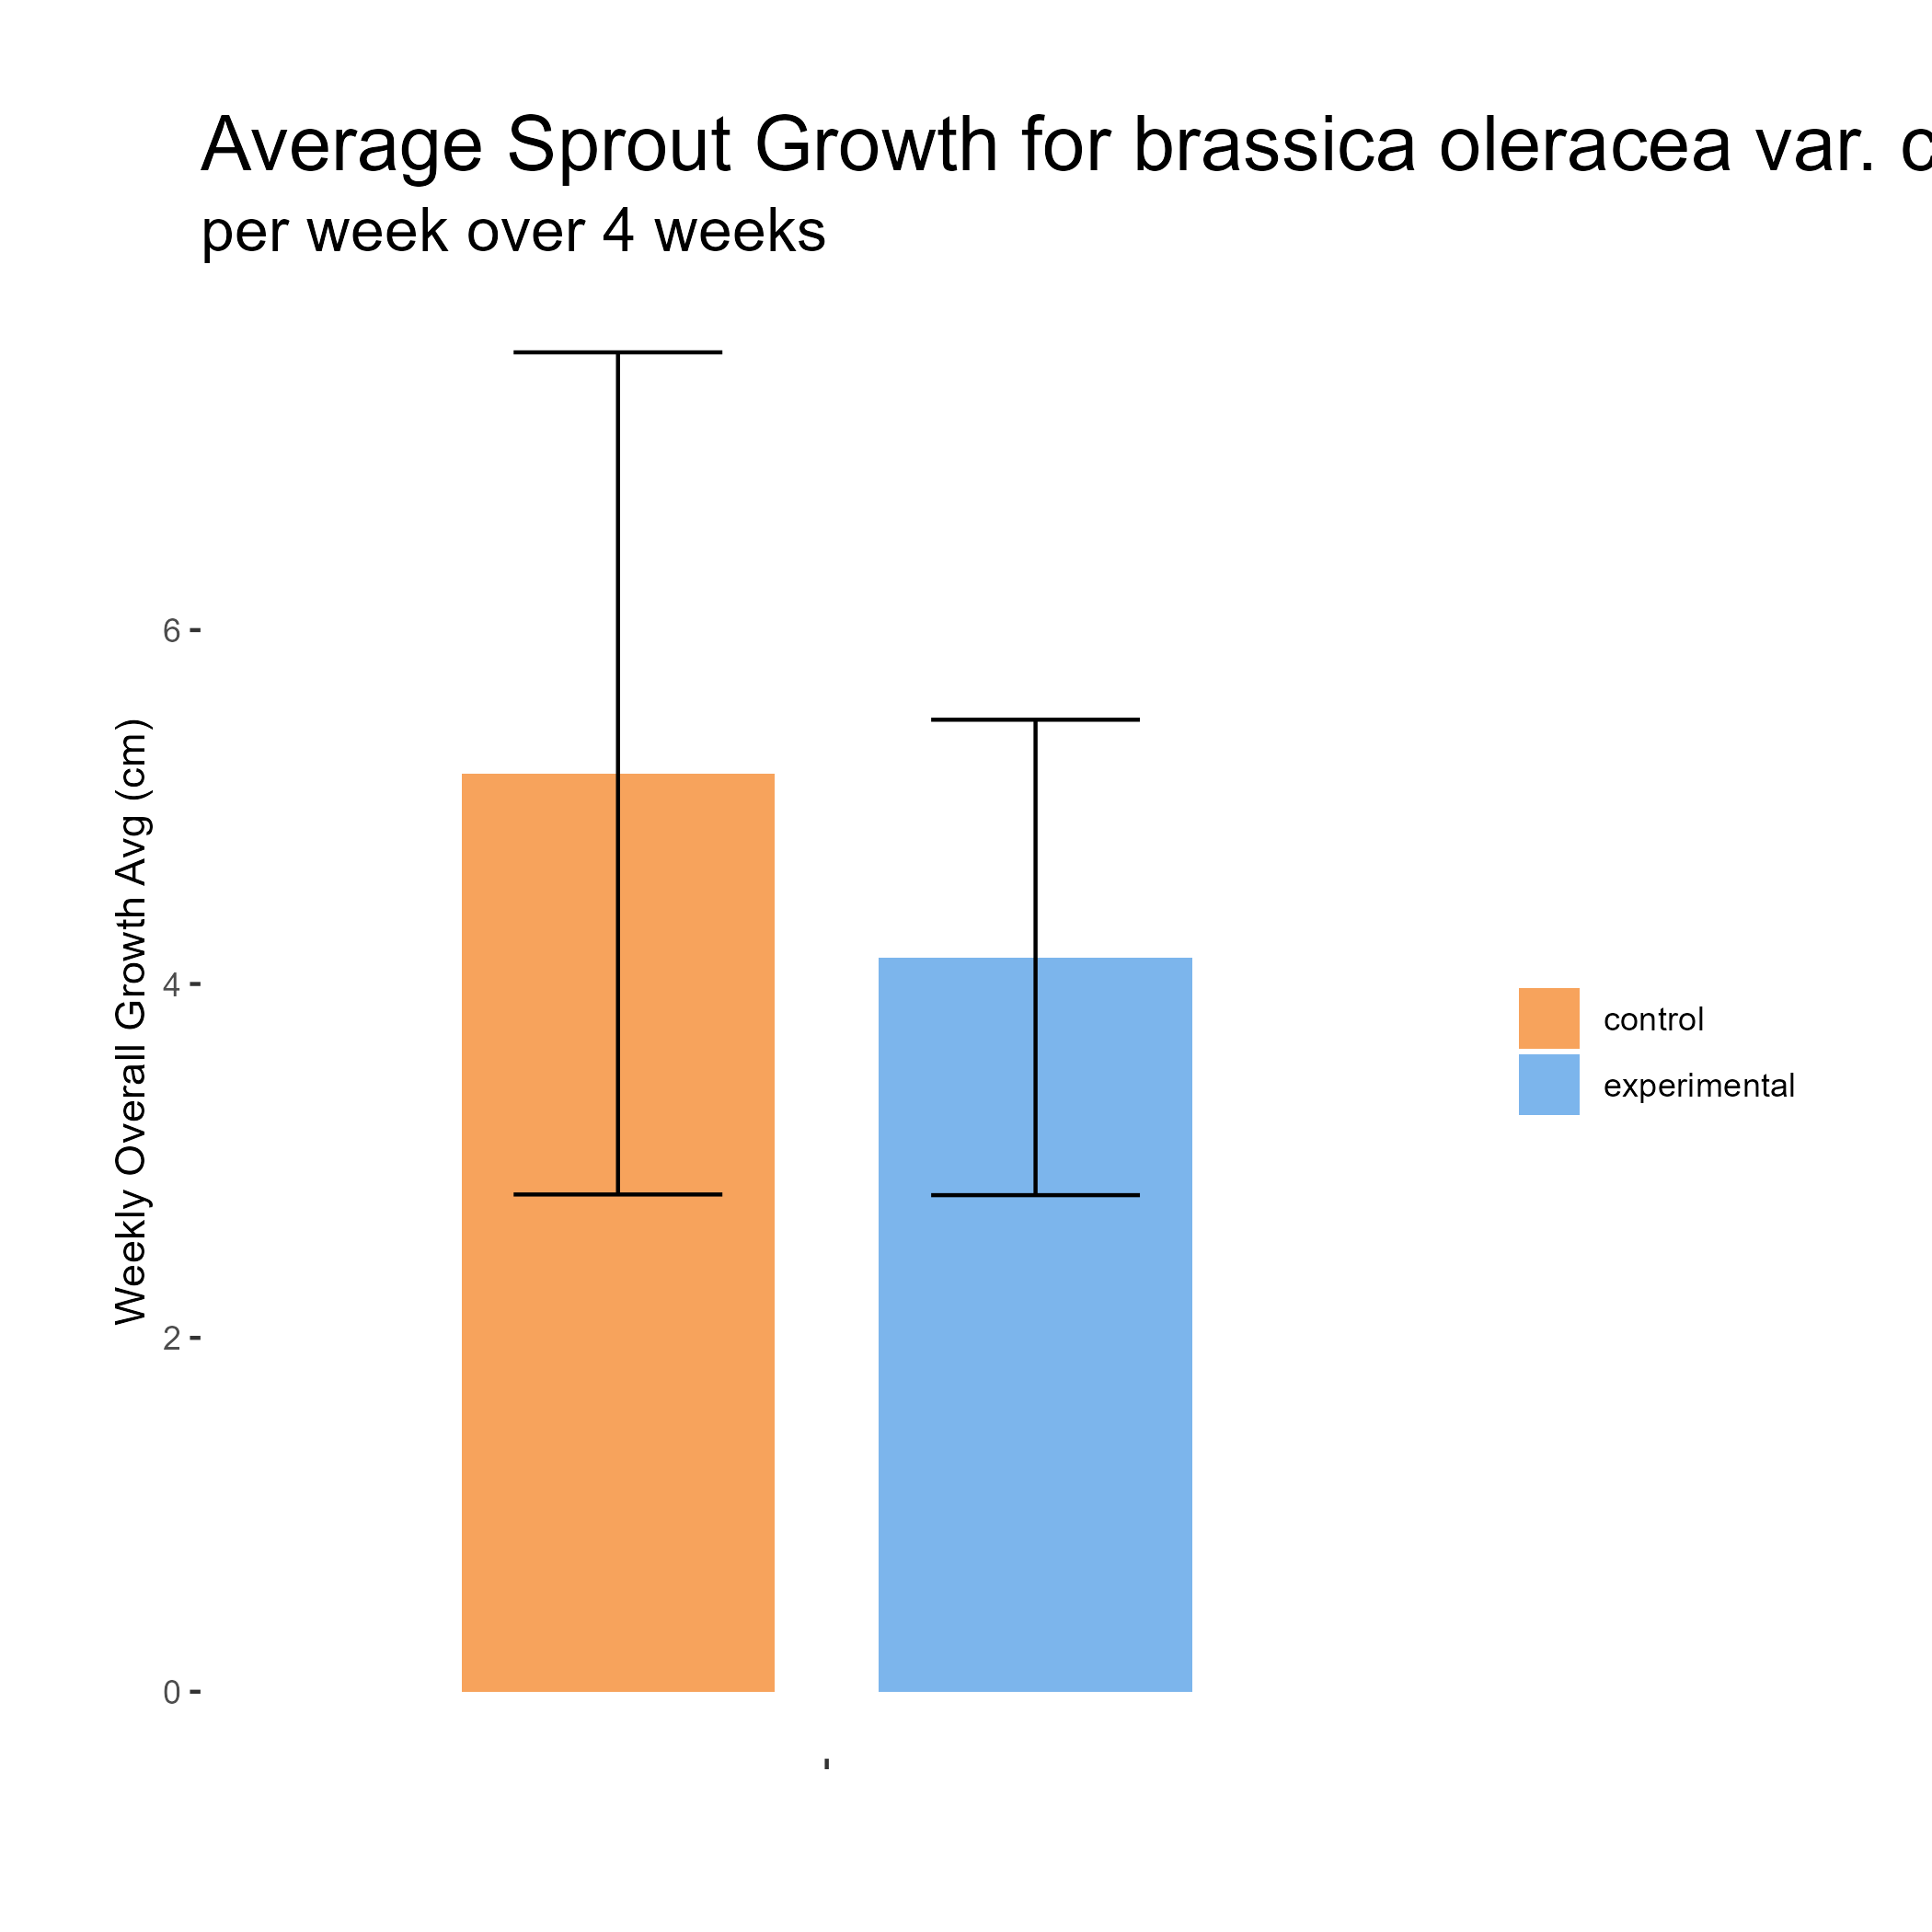 Average Sprout Growth for brassica oleracea var.
per week over 4 weeks
Weekly Overall Growth Avg (cm)
6
4
2
0
control
experimental